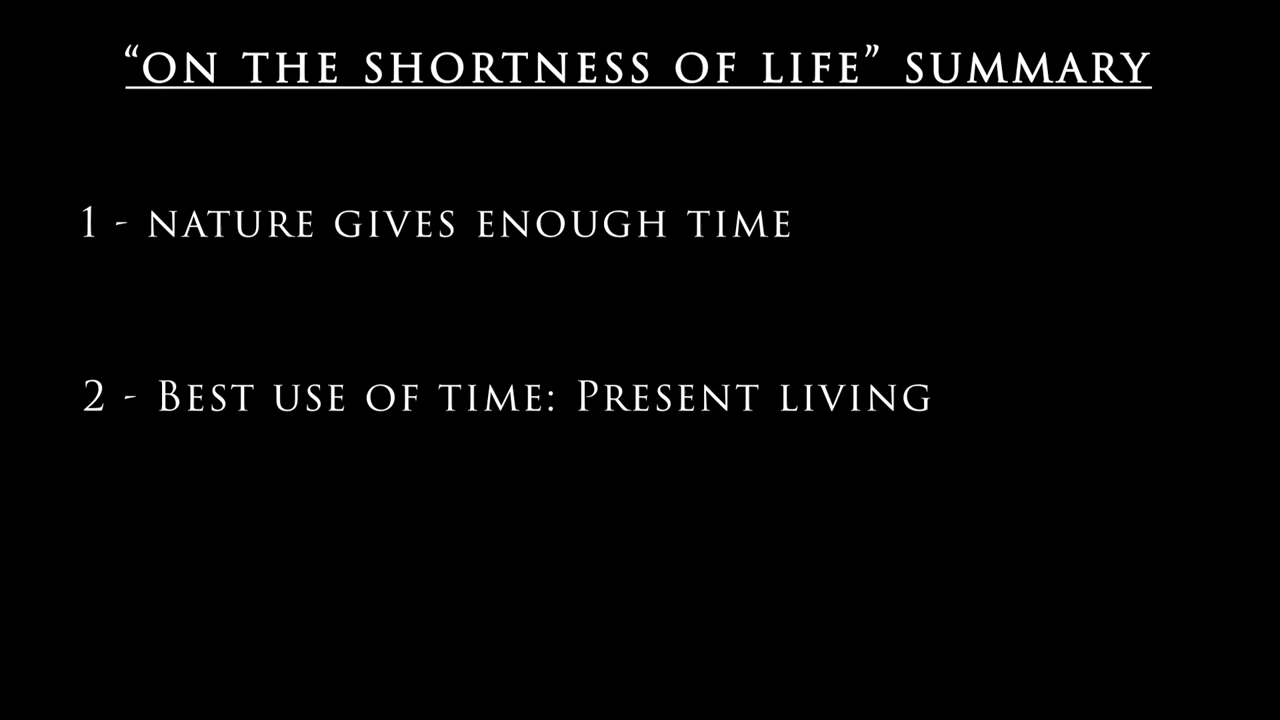 “ON THE SHORTNESS OF LIFE” SUMMARY
1 - NATURE GIVES ENOUGH TIME
2 - BEST USE OF TIME: PRESENT LIVING